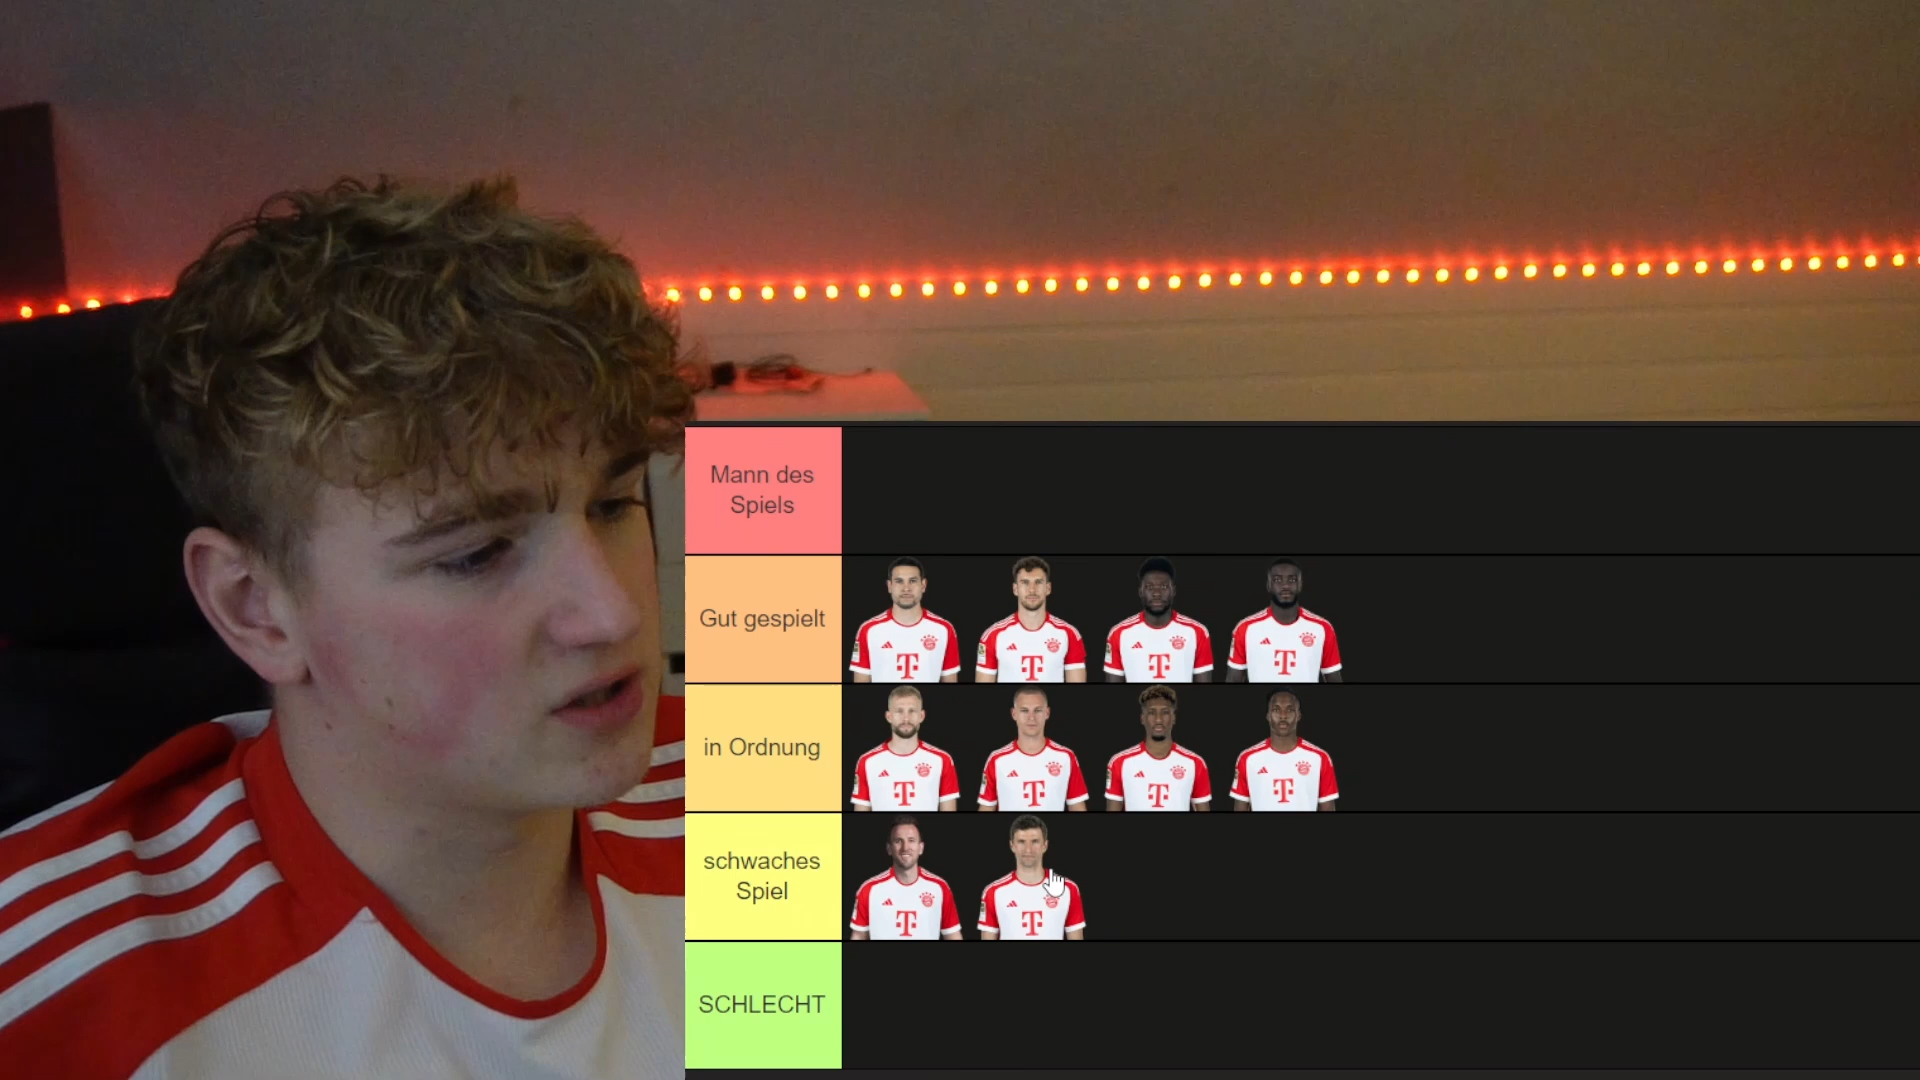 Mann des
Spiels
Gut gespielt
T
T
T
T
in Ordnung
T
T
T
T
schwaches
Spiel
T
T
SCHLECHT